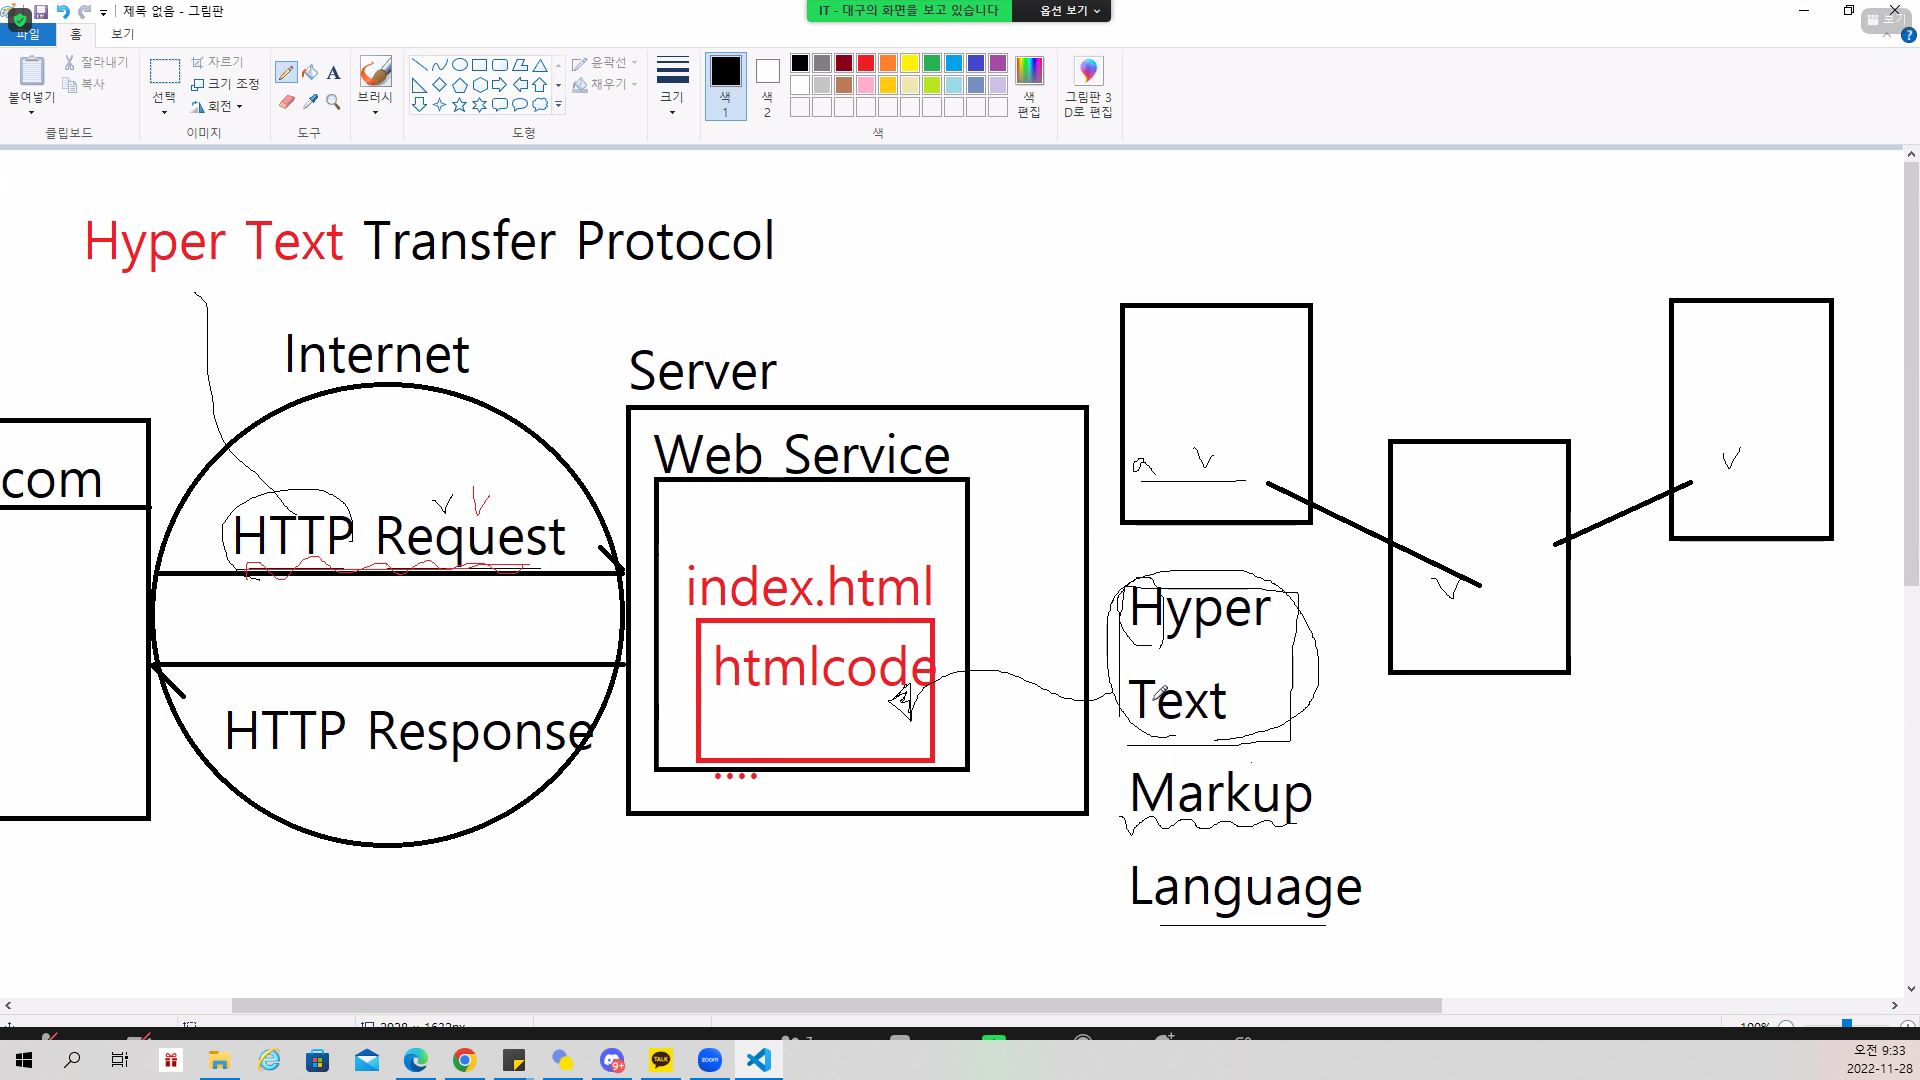 제목 없음 - 그림판
IT - 대구의 화면을 보고 있습니다
옵션 보기
보기
파일
홈
보기
붙여넣기
잘라내기
복사
클립보드
선택
자르기
크기 조정
회전
이미지
A
도구
브러시
윤곽선
채우기
도형
크기
색
1
색
2
색
편집
색
그림판 3
D로 편집
Hyper Text Transfer Protocol
Internet
Server
com
Web Service
HTTP Request
index.html
htmlcode
HTTP Response
Hyper
Text
Markup
Language
100%
TALK
zoom
9+
오전 9:33
2022-11-28